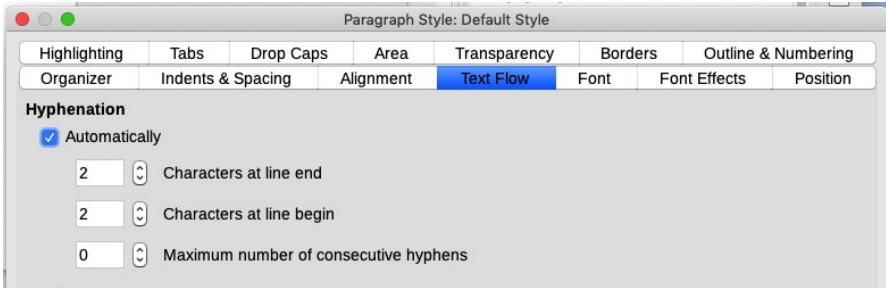 Paragraph Style: Default Style
Highlighting Tabs Drop Caps Area Transparency Borders Outline & Numbering
Organizer Indents & Spacing Alignment Text Flow Font Font Effects Position
Hyphenation
Automatically
2 Characters at line end
2 Characters at line begin
0 Maximum number of consecutive hyphens